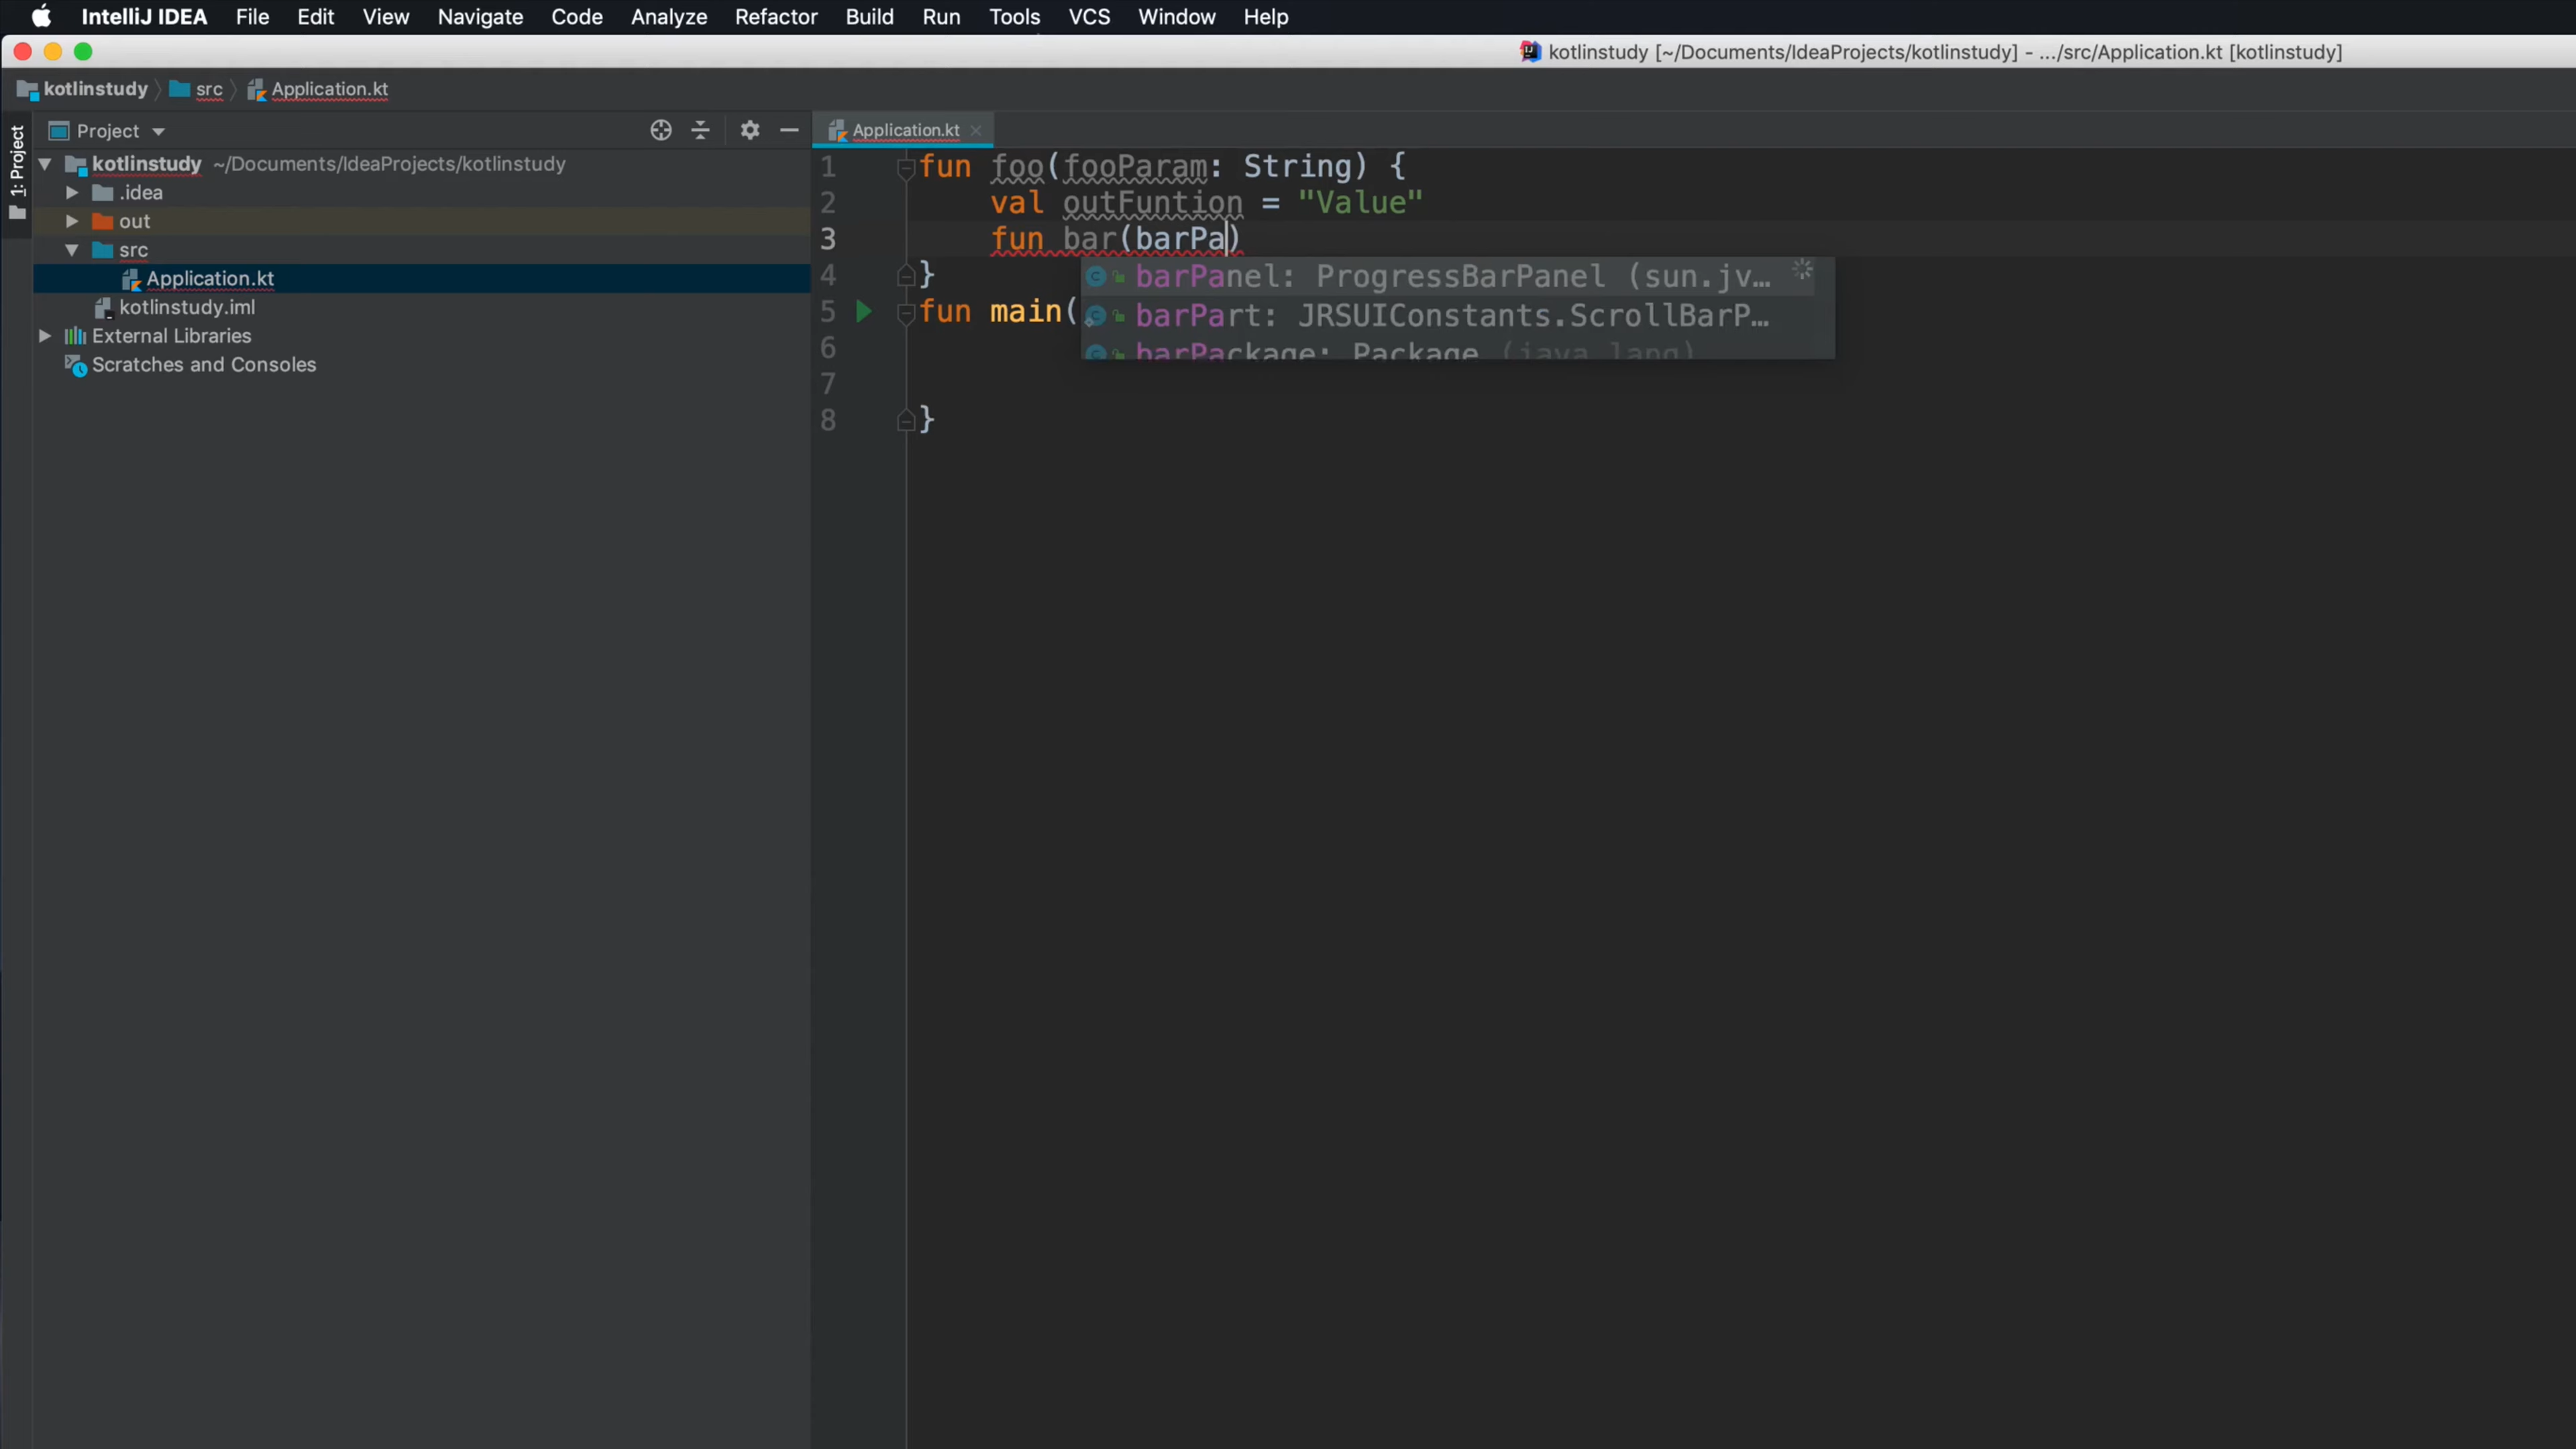 IntelliJ IDEA File Edit View Navigate Code Analyze Refactor Build Run Tools VCS Window Help
kotlinstudy [~/Documents/IdeaProjects/kotlinstudy] - .../src/Application.kt [kotlinstudy]
kotlinstudy src Application.kt
1: Project
Project
kotlinstudy ~/Documents/IdeaProjects/kotlinstudy
.idea
out
src
Application.kt
kotlinstudy.iml
External Libraries
Scratches and Consoles
Application.kt
1 fun foo(fooParam: String) {
2 val outFuntion = "Value"
3 fun bar(barPa)
4 }
barPanel: ProgressBarPanel (sun.jv…
5 fun main(
barPart: JRSUIConstants.ScrollBarP…
6
barPackage: Package (java.lang)
7
8 }